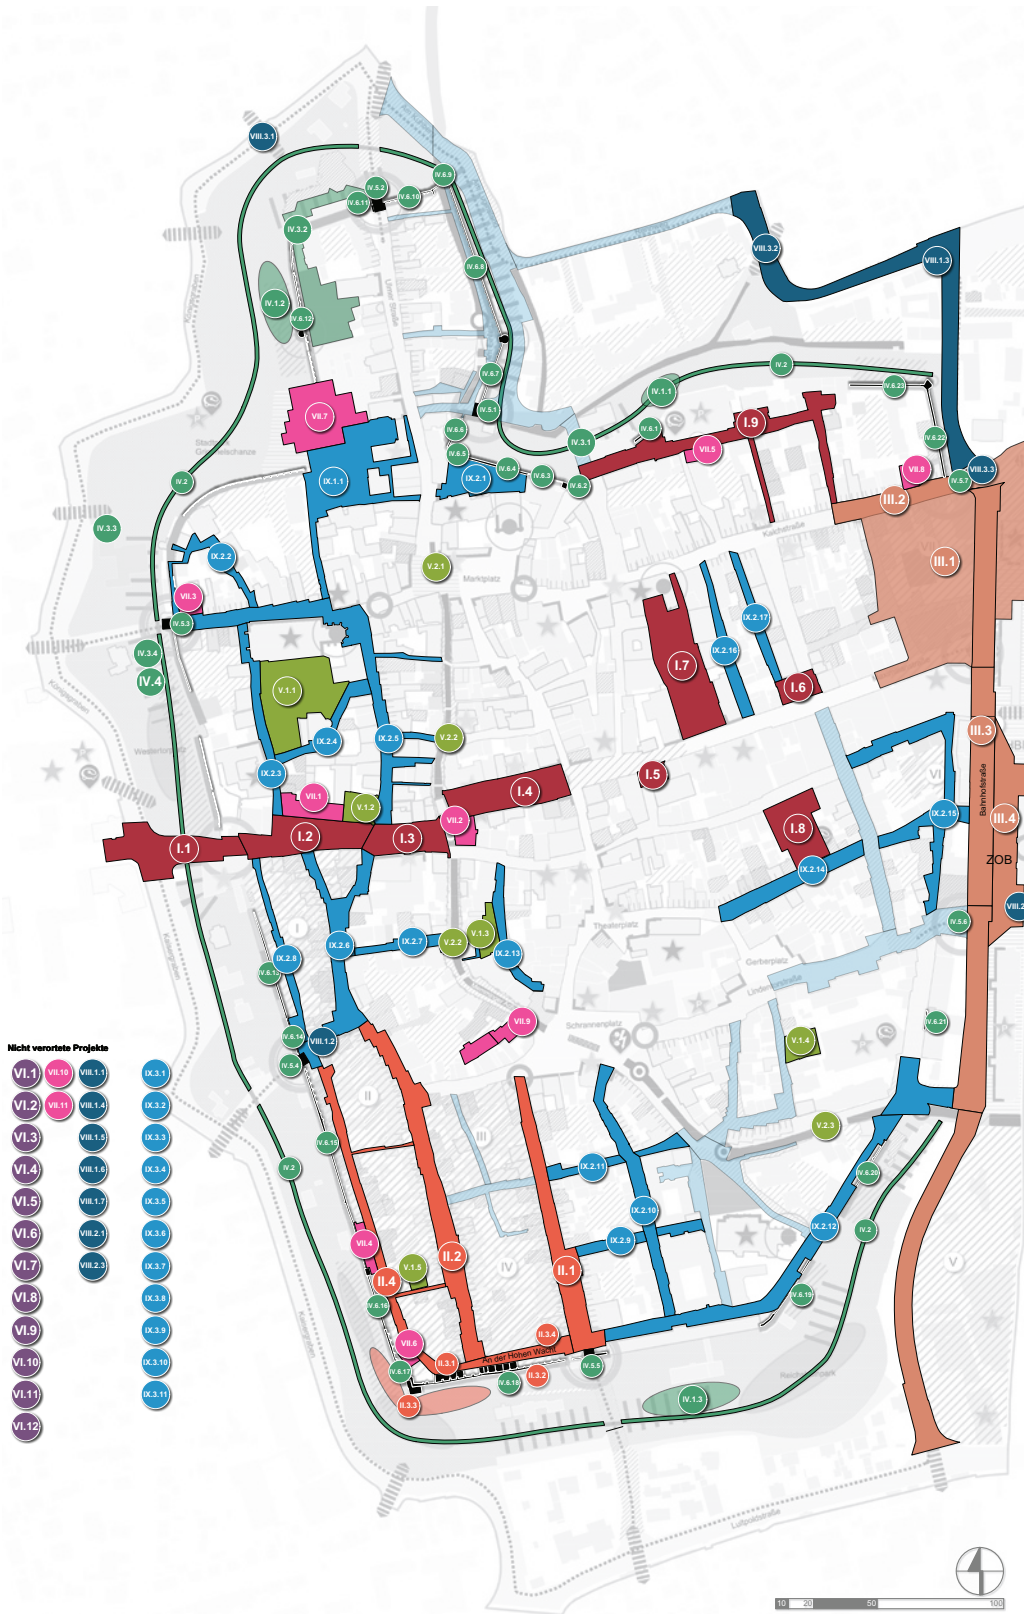 VIII.3.1
IV.6.9
IV.5.2
IV.6.10
IV.6.11
IV.3.2
VIII.3.2
VIII.1.3
IV.6.8
IV.1.2
IV.6.12
IV.2
IV.6.7
IV.6.23
IV.1.1
IV.5.1
VII.7
I.9
IV.6.6
IV.6.1
IV.6.22
IV.3.1
VII.5
IV.6.5
IV.6.4
VII.8
VIII.3.3
IV.6.3
IX.2.1
IV.2
IX.1.1
IV.6.2
IV.5.7
III.2
IV.3.3
Kalchstraße
IX.2.2
III.1
V.2.1
Marktplatz
VII.3
IX.2.17
IV.5.3
IX.2.16
IV.3.4
I.7
IV.4
I.6
V.1.1
III.3
IX.2.4
IX.2.5
V.2.2
Westertorplatz
VI
IX.2.3
I.5
Bahnhofstraße
I.4
VII.1
V.1.2
IX.2.15
III.4
VII.2
I.8
I.1
I.2
I.3
ZOB
IX.2.14
VIII.2
IV.5.6
Theaterplatz
I
V.1.3
IX.2.6
IX.2.7
V.2.2
IX.2.13
IX.2.8
Gerberplatz
IV.6.13
Lindentorstraße
VII.9
Schrannenplatz
IV.6.21
IV.6.14
VIII.1.2
V.1.4
IV.5.4
Nicht verortete Projekte
VI.1 VII.10 VIII.1.1 IX.3.1
VI.2 VII.11 VIII.1.4 IX.3.2
VI.3 VIII.1.5 IX.3.3
VI.4 VIII.1.6 IX.3.4
VI.5 VIII.1.7 IX.3.5
VI.6 VIII.2.1 IX.3.6
VI.7 VIII.2.3 IX.3.7
VI.8 IX.3.8
VI.9 IX.3.9
VI.10 IX.3.10
VI.11 IX.3.11
VI.12
II
V.2.3
III
IV.6.15
IV.2
IX.2.11
IV.6.20
IX.2.10
IX.2.12
IV.2
VII.4
IX.2.9
II.2
IV
V
V.1.5
II.1
II.4
IV.6.19
IV.6.16
II.3.4
VII.6
An der Hohen Wacht
II.3.1
IV.5.5
IV.6.17
II.3.2
IV.6.18
IV.1.3
II.3.3
Luitpoldstraße
10 20 50 100